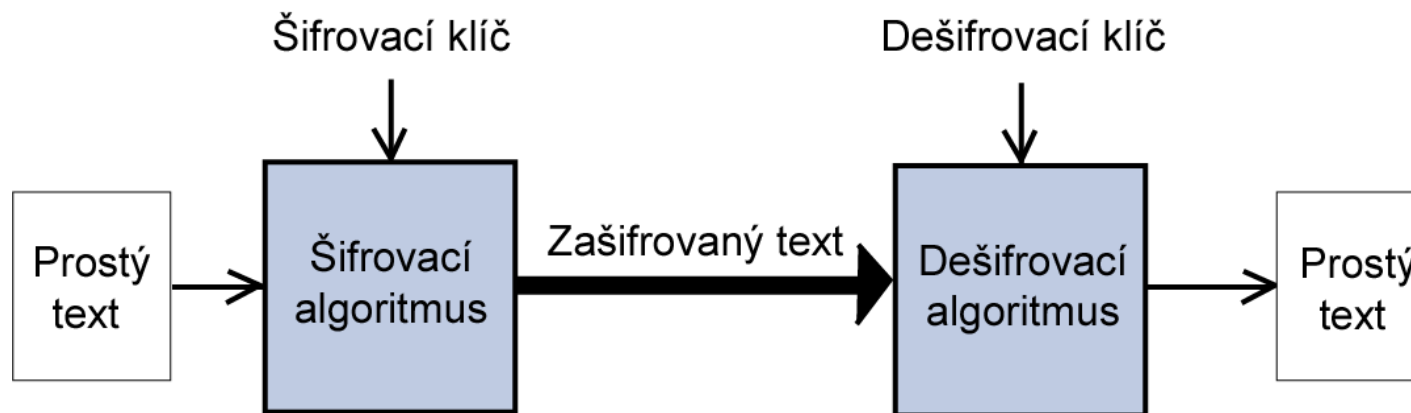 Šifrovací klíč
Dešifrovací klíč
Prostý
text
Šifrovací
algoritmus
Zašifrovaný text
Dešifrovací
algoritmus
Prostý
text